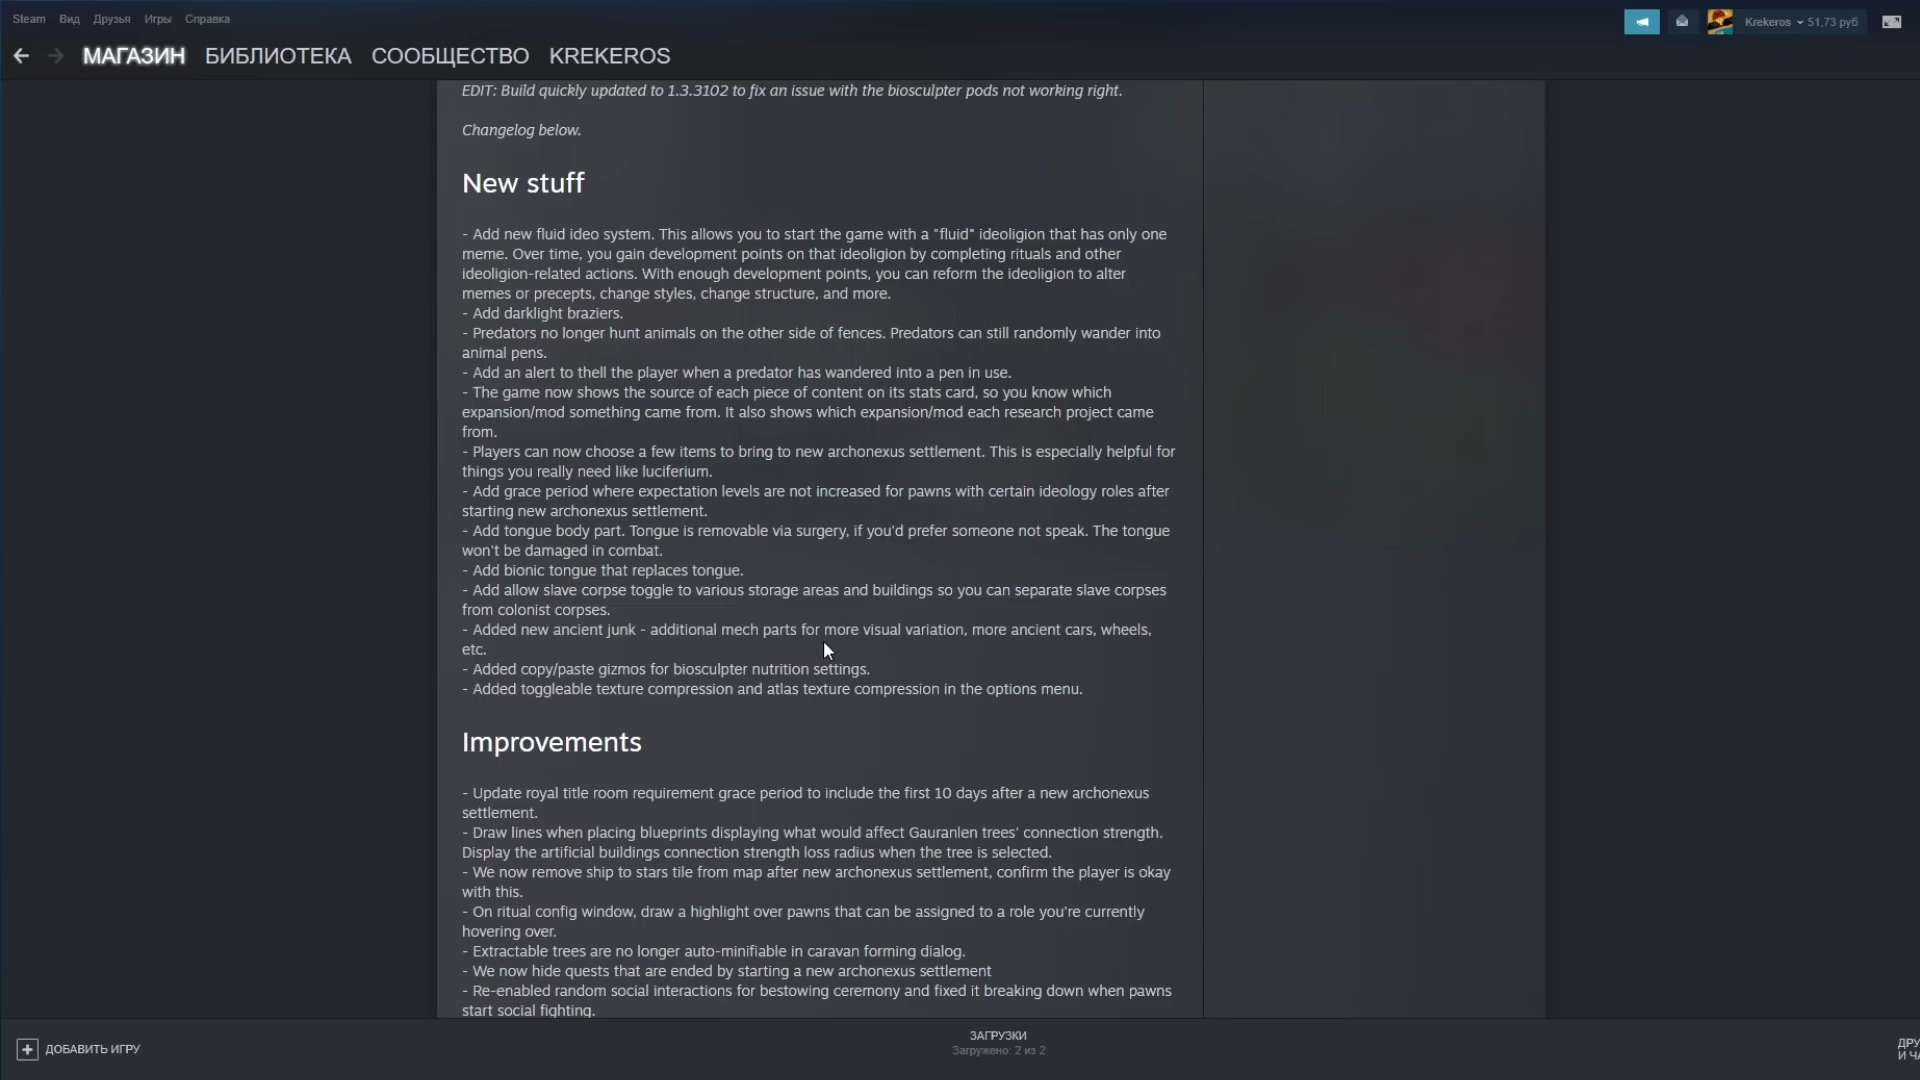 Steam Вид Друзья Игры Справка
Krekeros 51,73 руб
МАГАЗИН БИБЛИОТЕКА СООБЩЕСТВО KREKEROS
EDIT: Build quickly updated to 1.3.3102 to fix an issue with the biosculpter pods not working right.
Changelog below.
New stuff
- Add new fluid ideo system. This allows you to start the game with a "fluid" ideoligion that has only one
meme. Over time, you gain development points on that ideoligion by completing rituals and other
ideoligion-related actions. With enough development points, you can reform the ideoligion to alter
memes or precepts, change styles, change structure, and more.
- Add darklight braziers.
- Predators no longer hunt animals on the other side of fences. Predators can still randomly wander into
animal pens.
- Add an alert to thell the player when a predator has wandered into a pen in use.
- The game now shows the source of each piece of content on its stats card, so you know which
expansion/mod something came from. It also shows which expansion/mod each research project came
from.
- Players can now choose a few items to bring to new archonexus settlement. This is especially helpful for
things you really need like luciferium.
- Add grace period where expectation levels are not increased for pawns with certain ideology roles after
starting new archonexus settlement.
- Add tongue body part. Tongue is removable via surgery, if you'd prefer someone not speak. The tongue
won't be damaged in combat.
- Add bionic tongue that replaces tongue.
- Add allow slave corpse toggle to various storage areas and buildings so you can separate slave corpses
from colonist corpses.
- Added new ancient junk - additional mech parts for more visual variation, more ancient cars, wheels,
etc.
- Added copy/paste gizmos for biosculpter nutrition settings.
- Added toggleable texture compression and atlas texture compression in the options menu.
Improvements
- Update royal title room requirement grace period to include the first 10 days after a new archonexus
settlement.
- Draw lines when placing blueprints displaying what would affect Gauranlen trees' connection strength.
Display the artificial buildings connection strength loss radius when the tree is selected.
- We now remove ship to stars tile from map after new archonexus settlement, confirm the player is okay
with this.
- On ritual config window, draw a highlight over pawns that can be assigned to a role you're currently
hovering over.
- Extractable trees are no longer auto-minifiable in caravan forming dialog.
- We now hide quests that are ended by starting a new archonexus settlement
- Re-enabled random social interactions for bestowing ceremony and fixed it breaking down when pawns
start social fighting.
ДОБАВИТЬ ИГРУ
ЗАГРУЗКИ
Загружено: 2 из 2